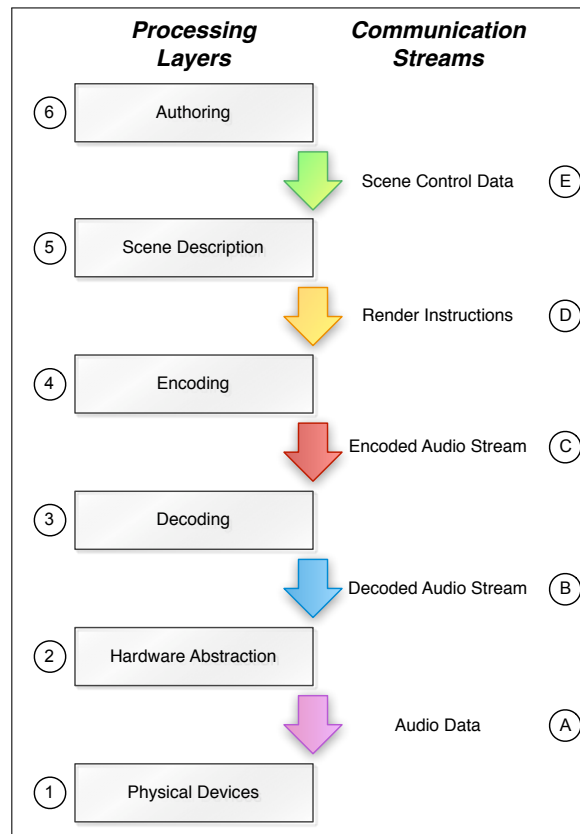 Processing Layers
Communication Streams
6
Authoring
Scene Control Data
E
5
Scene Description
Render Instructions
D
4
Encoding
Encoded Audio Stream
C
3
Decoding
Decoded Audio Stream
B
2
Hardware Abstraction
Audio Data
A
1
Physical Devices